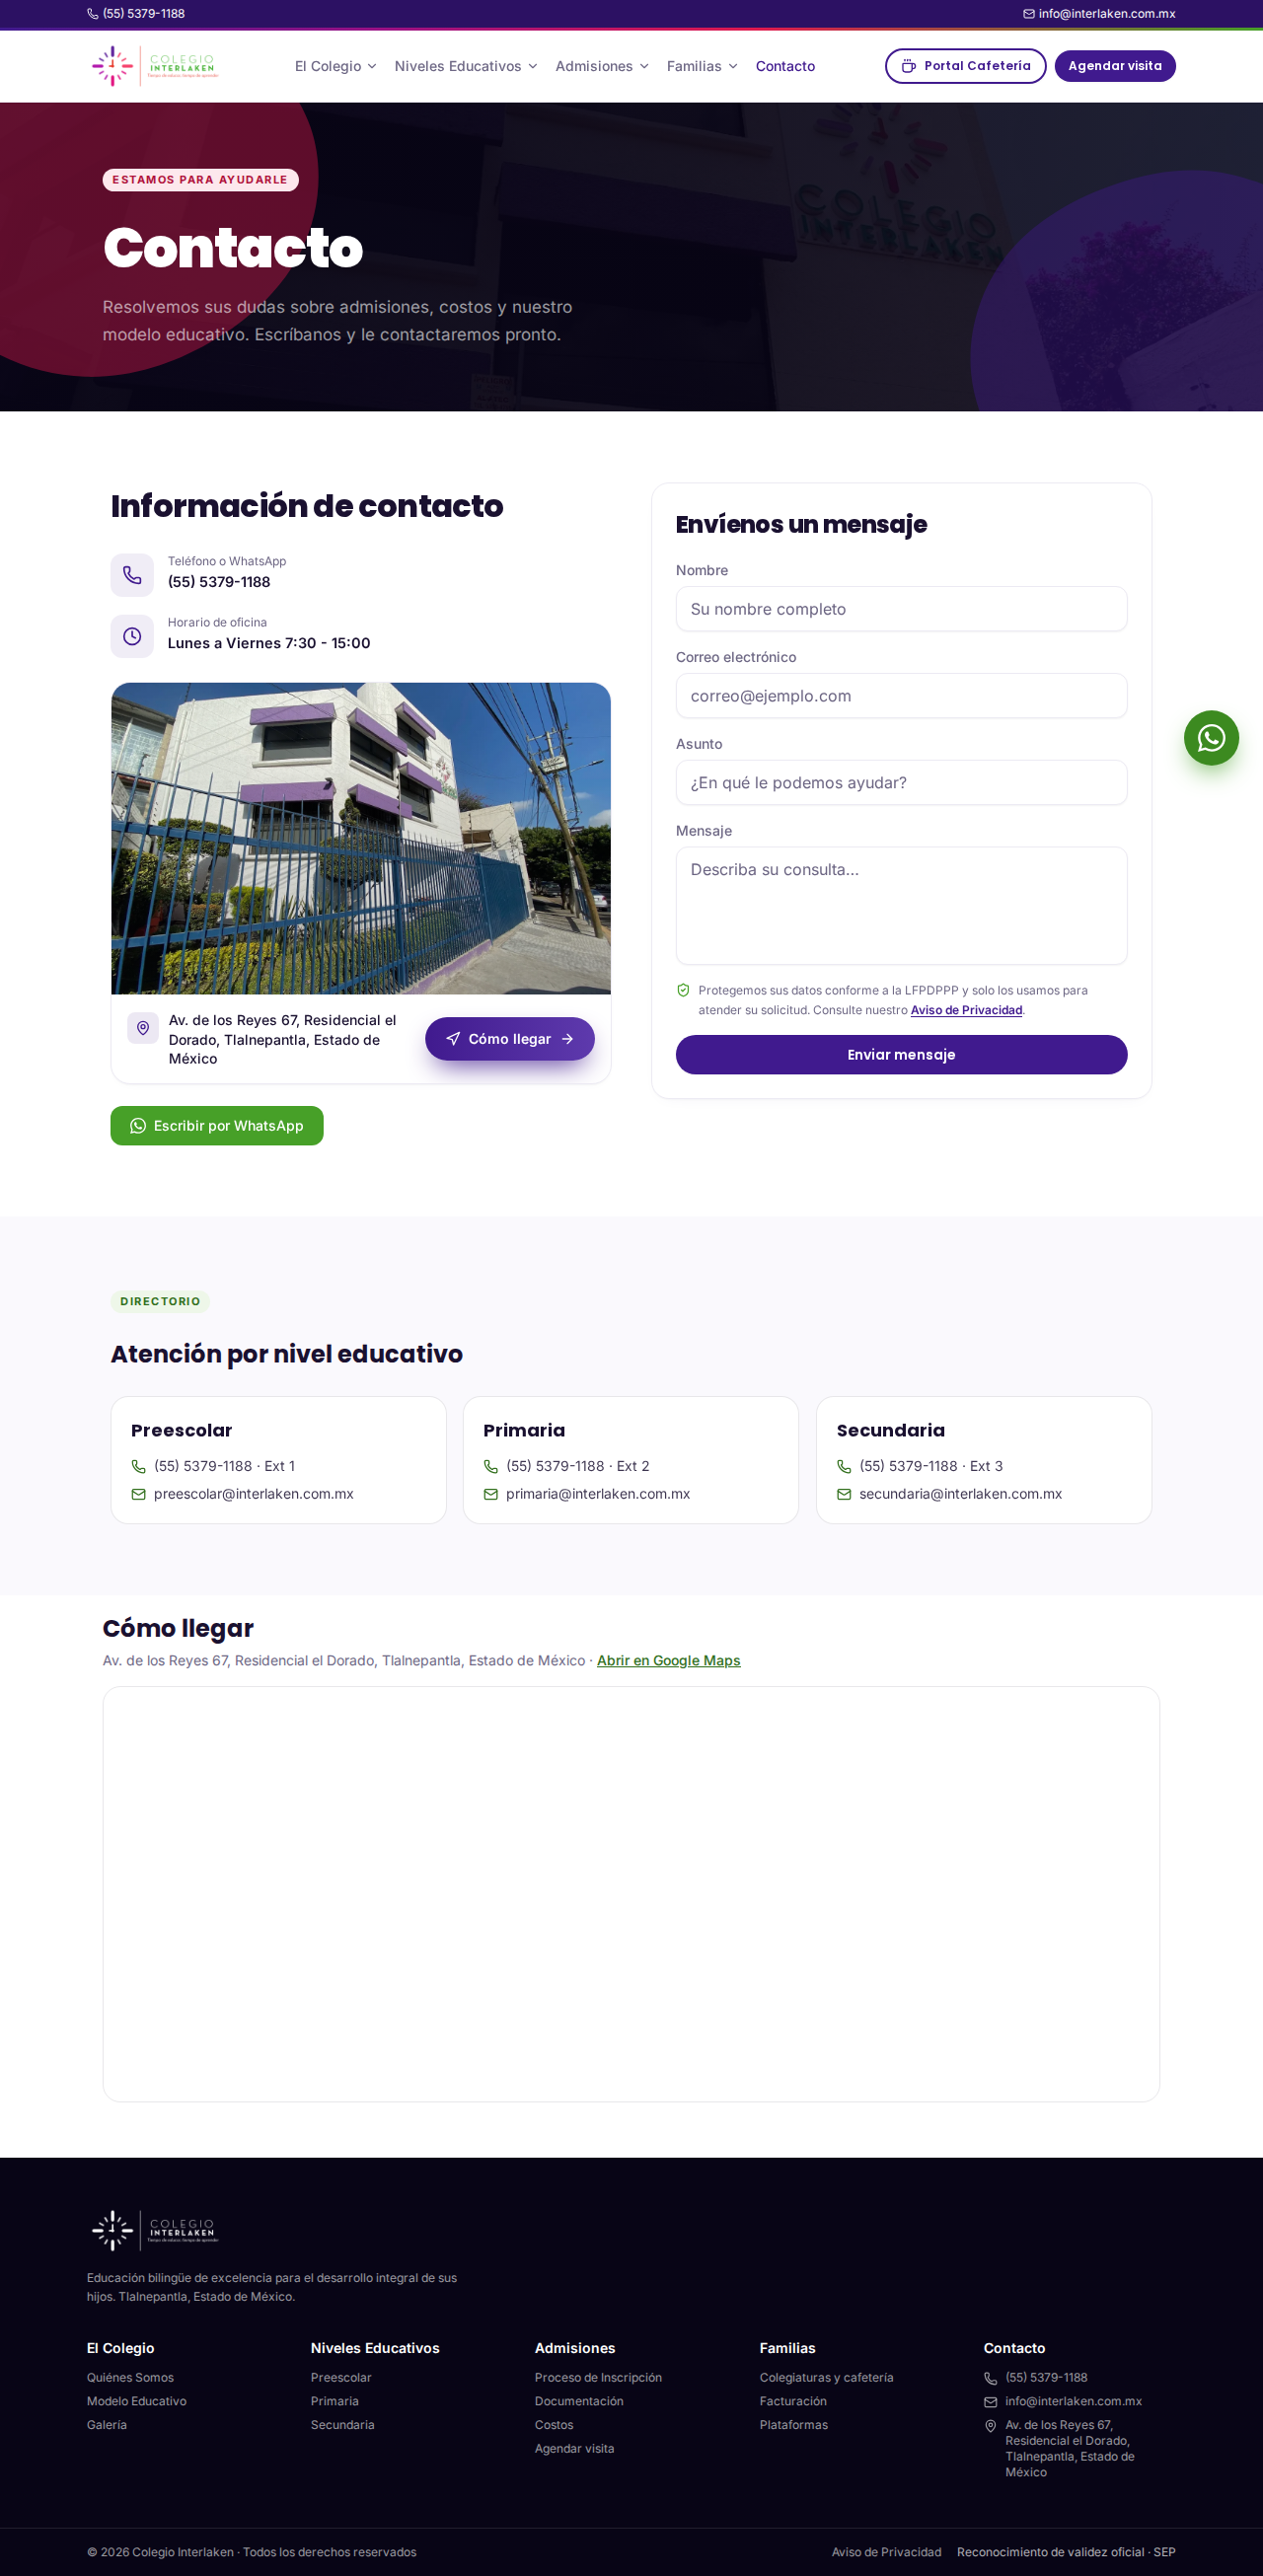 (55) 5379-1188
info@interlaken.com.mx
COLEGIO
INTERLAKEN
El Colegio
Niveles Educativos
Admisiones
Familias
Contacto
Portal Cafetería
Agendar visita
ESTAMOS PARA AYUDARLE
Contacto
Resolvemos sus dudas sobre admisiones, costos y nuestro
modelo educativo. Escríbanos y le contactaremos pronto.
COLEGIO
INTERLAKEN
Información de contacto
Teléfono o WhatsApp
(55) 5379-1188
Horario de oficina
Lunes a Viernes 7:30 - 15:00
Av. de los Reyes 67, Residencial el
Dorado, Tlalnepantla, Estado de
México
Cómo llegar
Escribir por WhatsApp
Envíenos un mensaje
Nombre
Su nombre completo
Correo electrónico
correo@ejemplo.com
Asunto
¿En qué le podemos ayudar?
Mensaje
Describa su consulta...
Protegemos sus datos conforme a la LFPDPPP y solo los usamos para
atender su solicitud. Consulte nuestro Aviso de Privacidad.
Enviar mensaje
DIRECTORIO
Atención por nivel educativo
Preescolar
(55) 5379-1188 · Ext 1
preescolar@interlaken.com.mx
Primaria
(55) 5379-1188 · Ext 2
primaria@interlaken.com.mx
Secundaria
(55) 5379-1188 · Ext 3
secundaria@interlaken.com.mx
Cómo llegar
Av. de los Reyes 67, Residencial el Dorado, Tlalnepantla, Estado de México · Abrir en Google Maps
COLEGIO
INTERLAKEN
Educación bilingüe de excelencia para el desarrollo integral de sus
hijos. Tlalnepantla, Estado de México.
El Colegio
Quiénes Somos
Modelo Educativo
Galería
Niveles Educativos
Preescolar
Primaria
Secundaria
Admisiones
Proceso de Inscripción
Documentación
Costos
Agendar visita
Familias
Colegiaturas y cafetería
Facturación
Plataformas
Contacto
(55) 5379-1188
info@interlaken.com.mx
Av. de los Reyes 67,
Residencial el Dorado,
Tlalnepantla, Estado de
México
© 2026 Colegio Interlaken · Todos los derechos reservados
Aviso de Privacidad
Reconocimiento de validez oficial · SEP